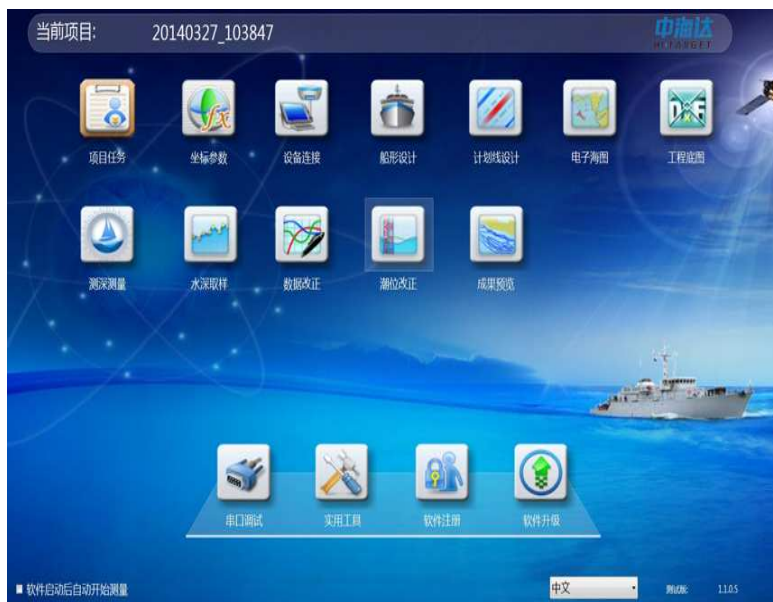 当前项目: 20140327_103847
中海达
HI-TARGET
项目任务 坐标参数 设备连接 船形设计 计划线设计 电子海图 工程底图
测深测量 水深取样 数据改正 潮位改正 成果预览
串口调试 实用工具 软件注册 软件升级
软件启动后自动开始测量 中文 测试版: 1.1.0.5